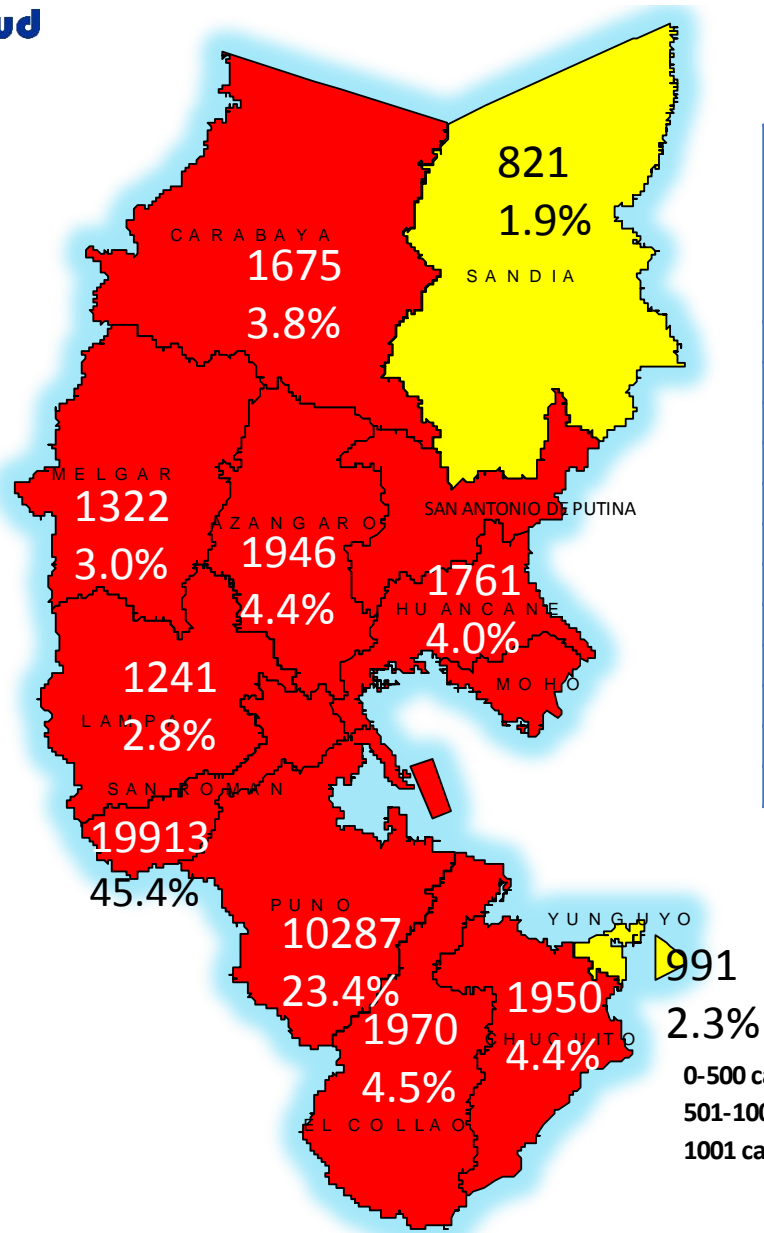 ud
821
1.9%
SANDIA
CARABAYA
1675
3.8%
MELGAR
1322
3.0%
AZANGARO
1946
4.4%
SAN ANTONIO DE PUTINA
1761
HUANCANE
4.0%
MOHO
1241
LAMPA
2.8%
SAN ROMAN
19913
45.4%
PUNO
10287
23.4%
YUNGUYO
991
2.3%
1950
CHUCUITO
4.4%
1970
4.5%
EL COLLAO
0-500 ca
501-100
1001 ca